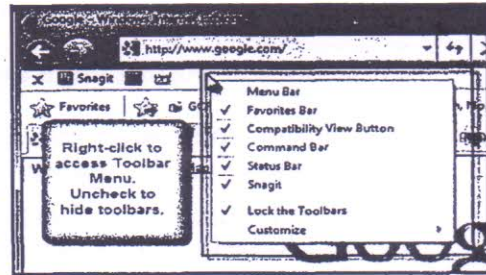 http://www.google.com/
Snagit
Favorites
Menu Bar
Favorites Bar
Compatibility View Button
Command Bar
Status Bar
Snagit
Lock the Toolbars
Customize
Right-click to
access Toolbar
Menu.
Uncheck to
hide toolbars.